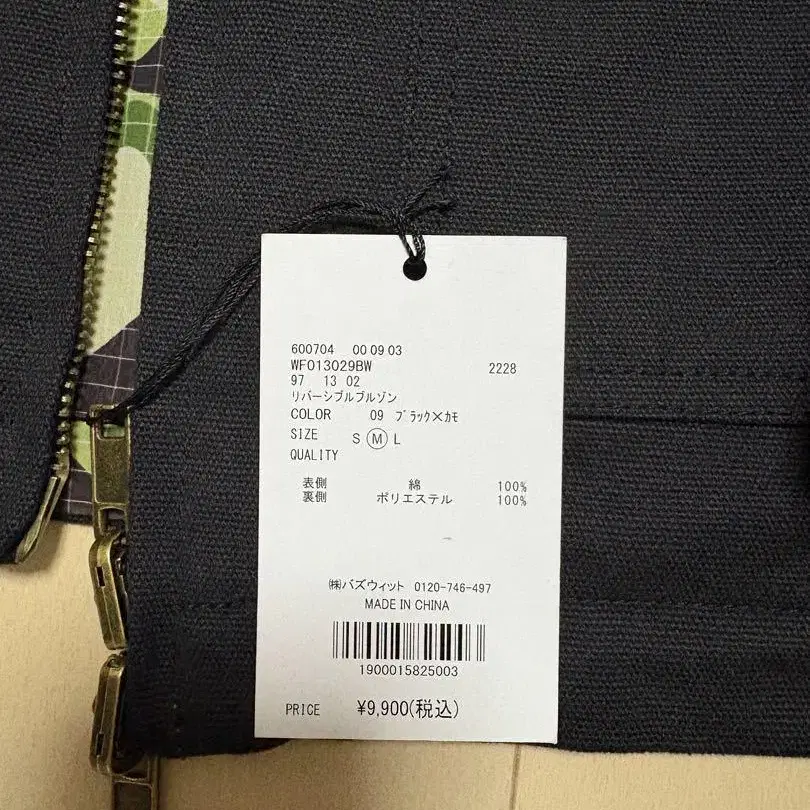 600704 00 09 03
WF013029BW 2228
97 13 02
リバーシブルブルゾン
COLOR 09 ブラック×カモ
SIZE S M L
QUALITY
表側 綿 100%
裏側 ポリエステル 100%
㈱バズウィット 0120-746-497
MADE IN CHINA
1900015825003
PRICE ¥9,900(税込)